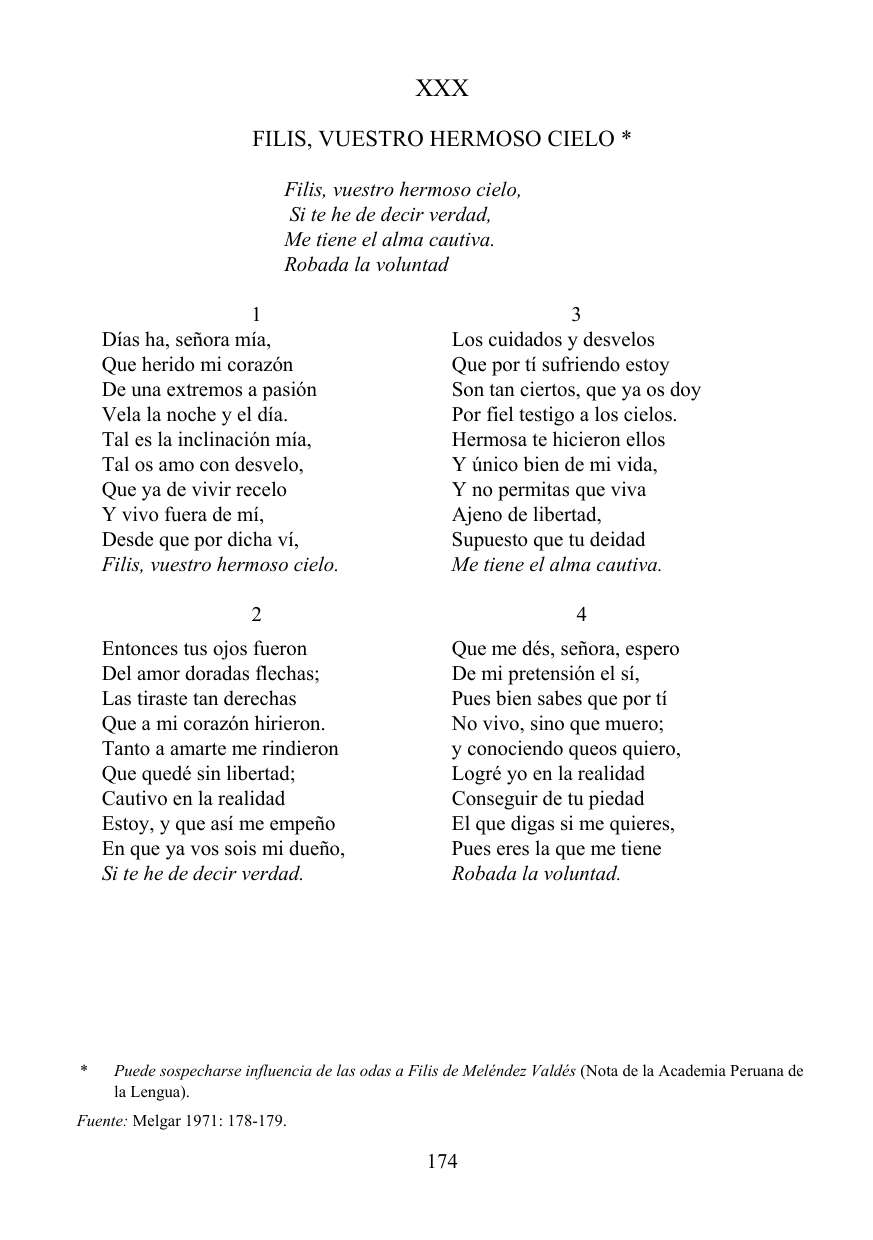 XXX
FILIS, VUESTRO HERMOSO CIELO *
Filis, vuestro hermoso cielo,
Si te he de decir verdad,
Me tiene el alma cautiva.
Robada la voluntad
1
Días ha, señora mía,
Que herido mi corazón
De una extremos a pasión
Vela la noche y el día.
Tal es la inclinación mía,
Tal os amo con desvelo,
Que ya de vivir recelo
Y vivo fuera de mí,
Desde que por dicha ví,
Filis, vuestro hermoso cielo.
2
Entonces tus ojos fueron
Del amor doradas flechas;
Las tiraste tan derechas
Que a mi corazón hirieron.
Tanto a amarte me rindieron
Que quedé sin libertad;
Cautivo en la realidad
Estoy, y que así me empeño
En que ya vos sois mi dueño,
Si te he de decir verdad.
3
Los cuidados y desvelos
Que por tí sufriendo estoy
Son tan ciertos, que ya os doy
Por fiel testigo a los cielos.
Hermosa te hicieron ellos
Y único bien de mi vida,
Y no permitas que viva
Ajeno de libertad,
Supuesto que tu deidad
Me tiene el alma cautiva.
4
Que me dés, señora, espero
De mi pretensión el sí,
Pues bien sabes que por tí
No vivo, sino que muero;
y conociendo queos quiero,
Logré yo en la realidad
Conseguir de tu piedad
El que digas si me quieres,
Pues eres la que me tiene
Robada la voluntad.
* Puede sospecharse influencia de las odas a Filis de Meléndez Valdés (Nota de la Academia Peruana de
la Lengua).
Fuente: Melgar 1971: 178-179.
174